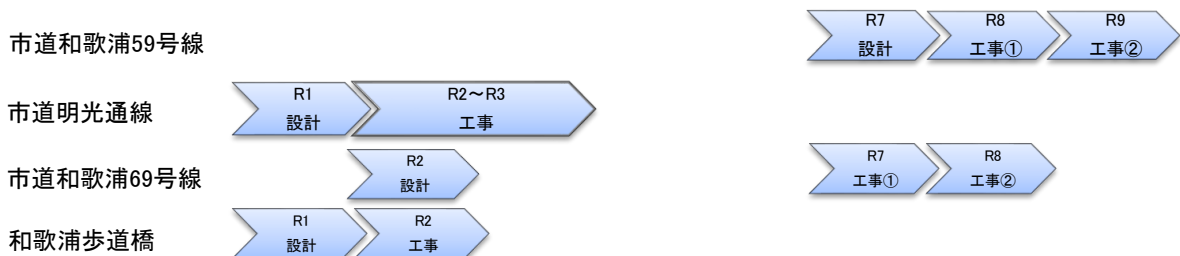 市道和歌浦59号線
R7
設計
R8
工事①
R9
工事②
市道明光通線
R1
設計
R2～R3
工事
市道和歌浦69号線
R2
設計
R7
工事①
R8
工事②
和歌浦歩道橋
R1
設計
R2
工事